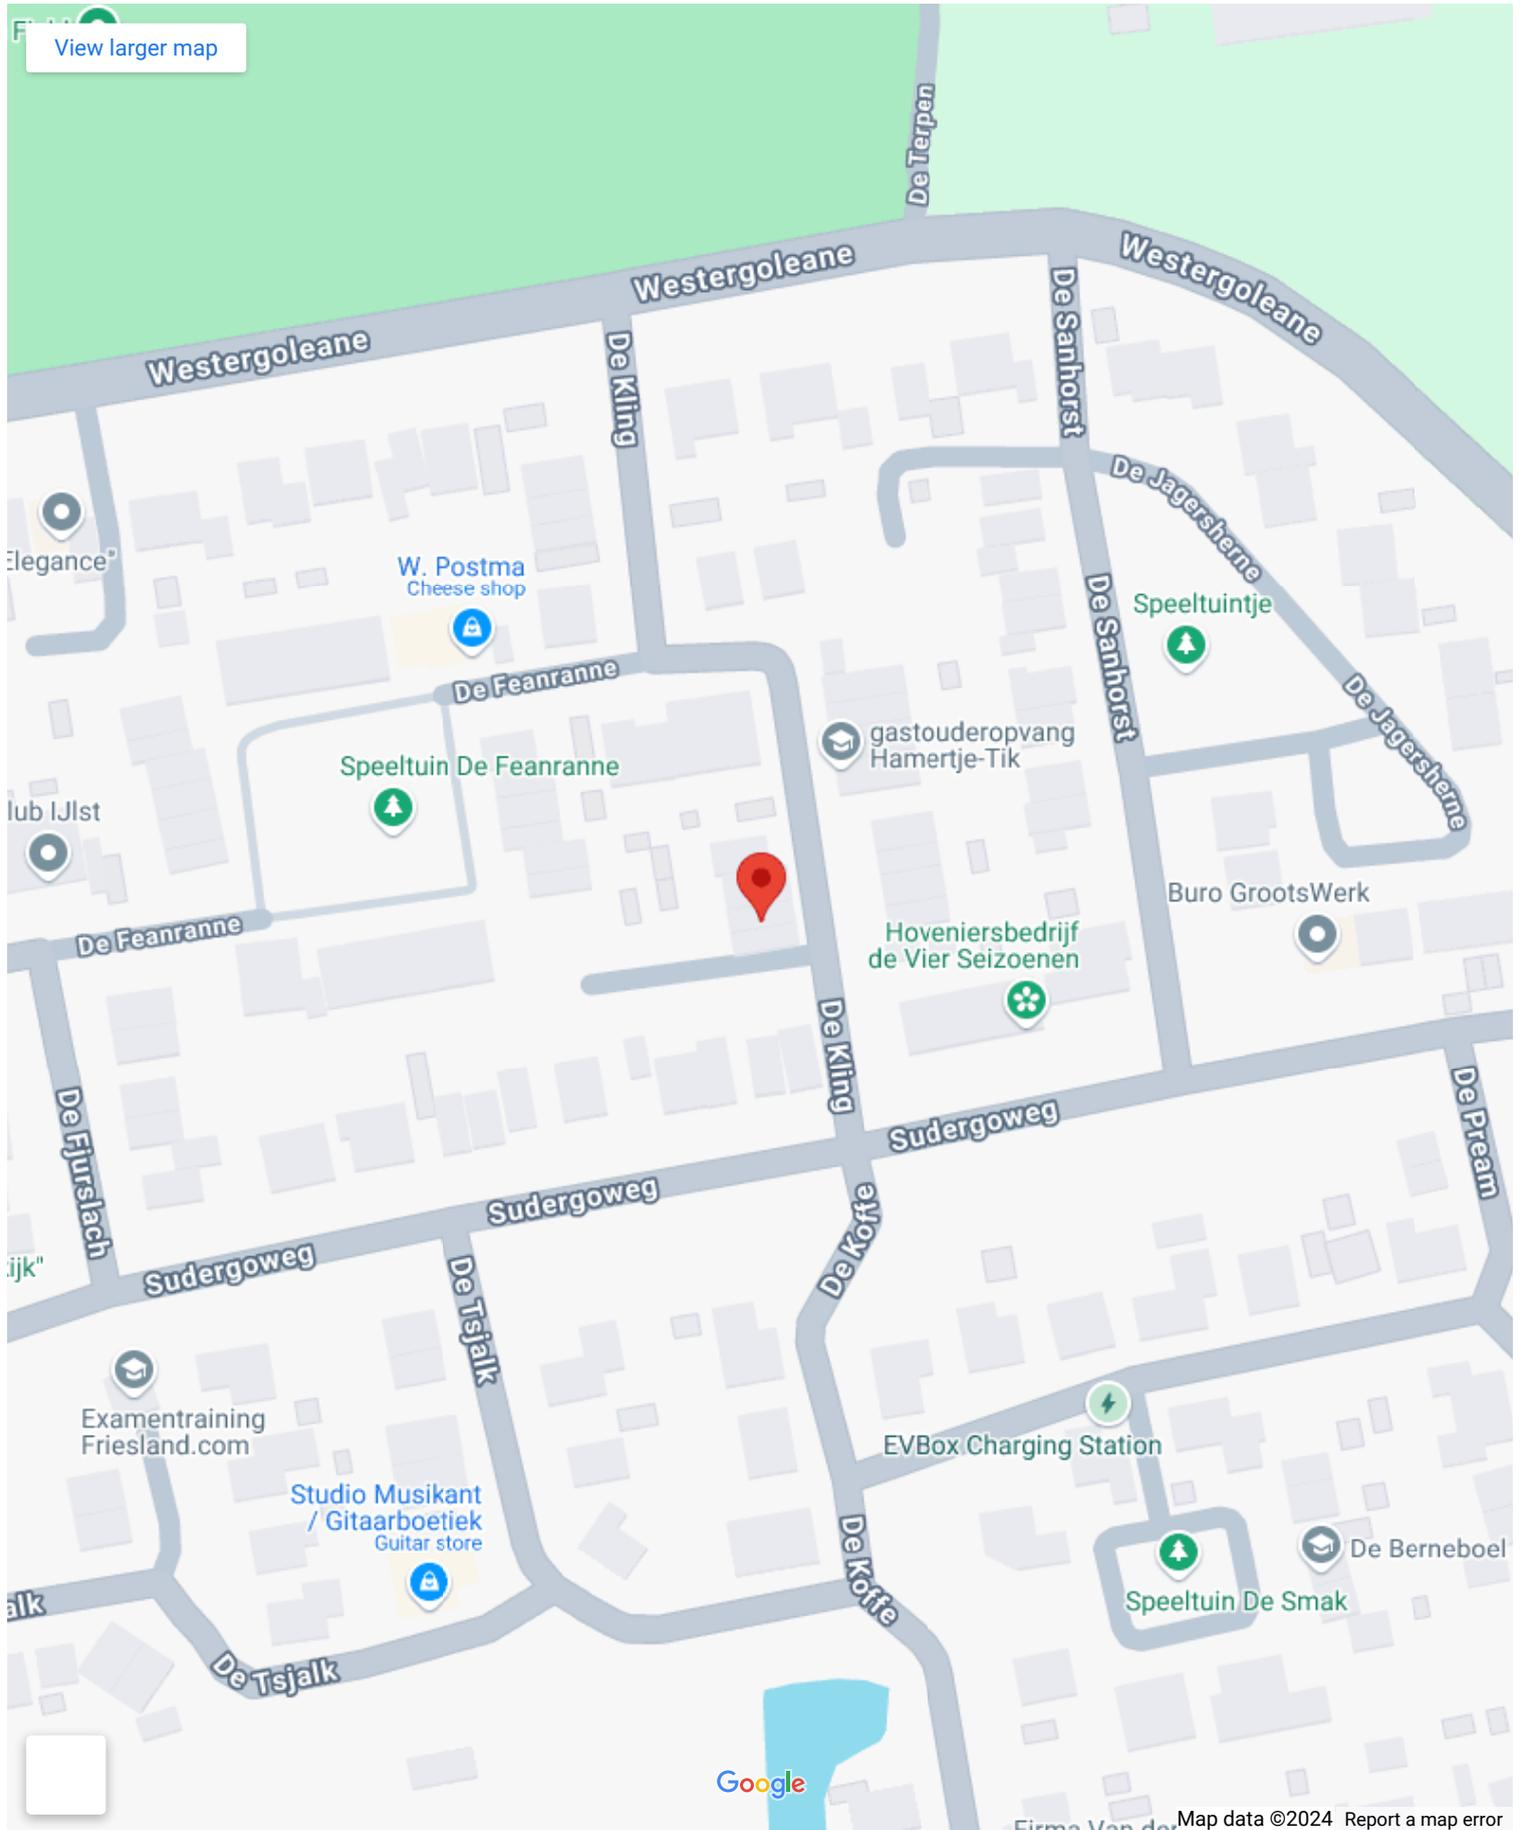 View larger map
De Terpen
Westergoleane
Westergoleane
Westergoleane
De Kling
De Sanhorst
De Jagersherne
Elegance"
W. Postma
Cheese shop
De Sanhorst
Speeltuintje
De Feanranne
De Jagersherne
gastouderopvang
Hamertje-Tik
Speeltuin De Feanranne
lub IJlst
Buro GrootsWerk
De Feanranne
Hoveniersbedrijf
de Vier Seizoenen
De Kling
De Fjurslach
Sudergoweg
De Pream
Sudergoweg
De Koffe
Sudergoweg
ijk"
De Tsjalk
Examentraining
Friesland.com
EVBox Charging Station
Studio Musikant
/ Gitaarboetiek
Guitar store
De Koffe
De Berneboel
Speeltuin De Smak
alk
De Tsjalk
Google
Map data ©2024
Report a map error